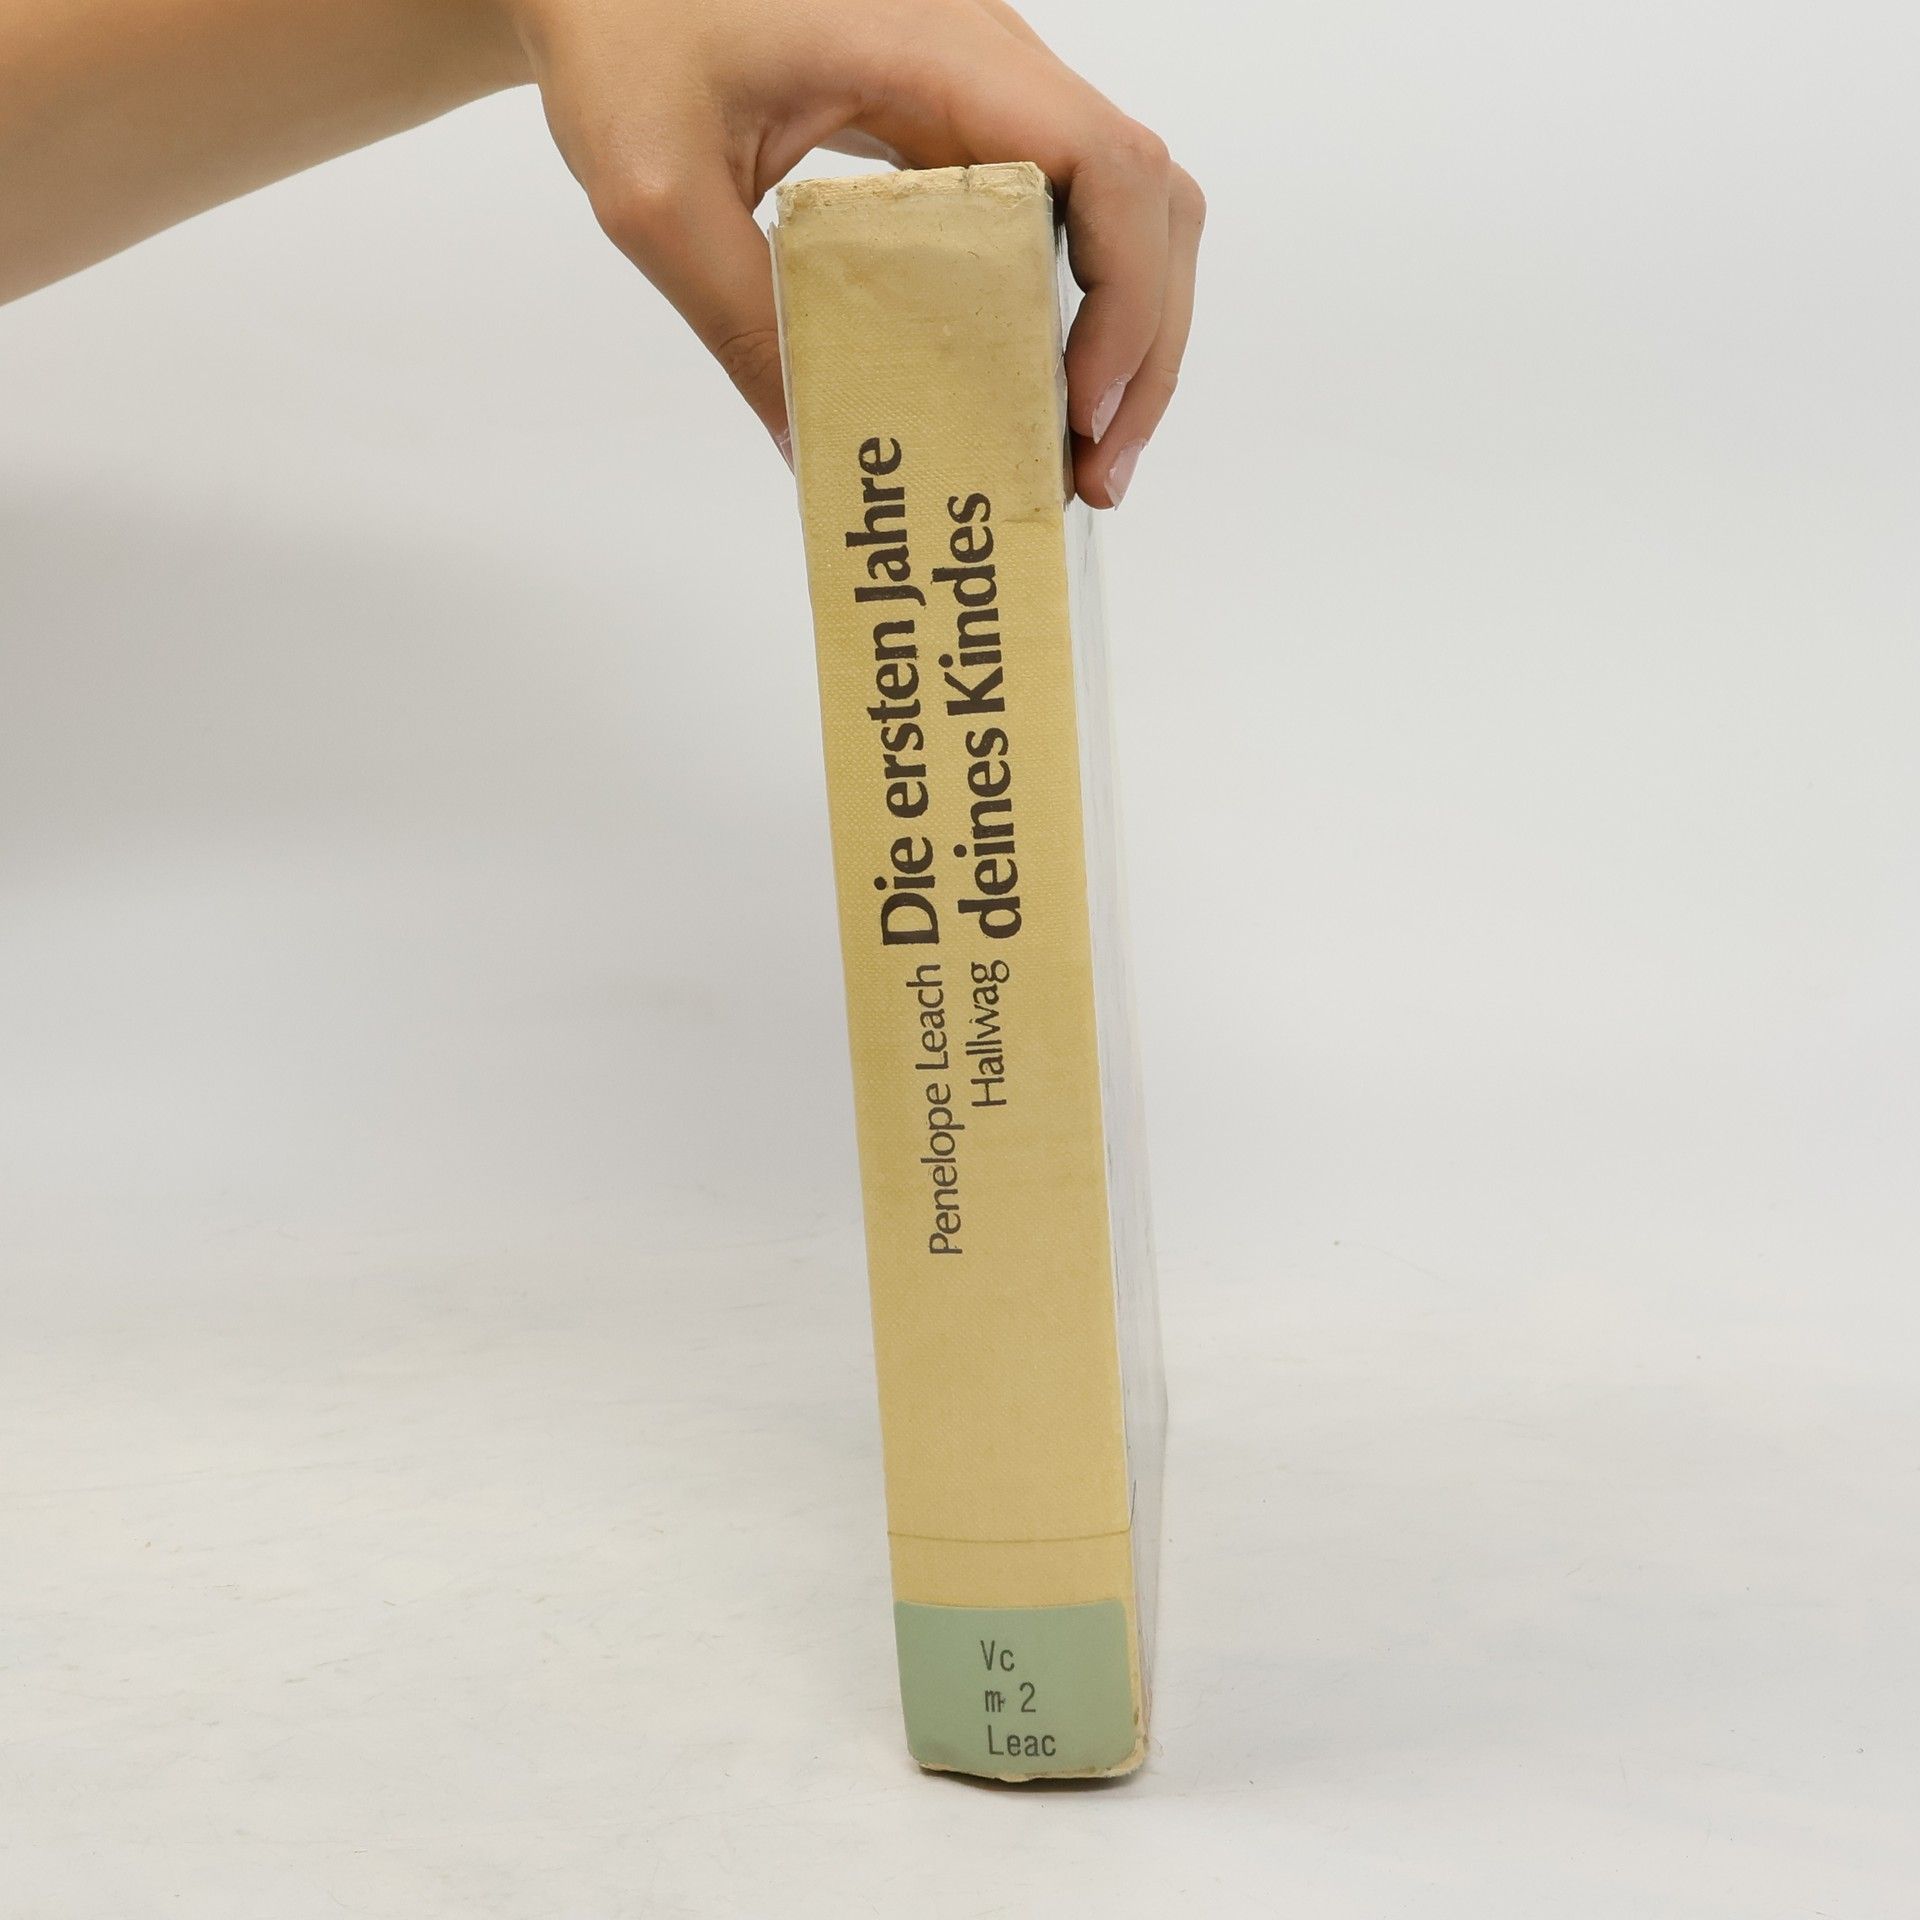 Penelope Leach Die ersten Jahre
Hallwag deines Kindes
Vc
m 2
Leac